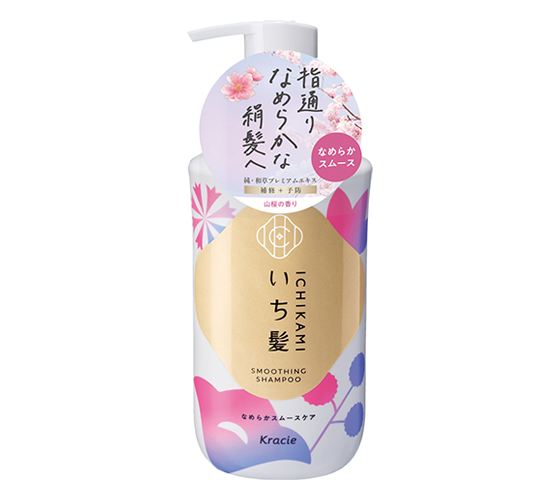 指通り
なめらかな
絹髪へ
なめらか
スムース
純・和草プレミアムエキス
補修+予防
山桜の香り
ICHIKAMI
いち髪
SMOOTHING
SHAMPOO
なめらかスムースケア
Kracie